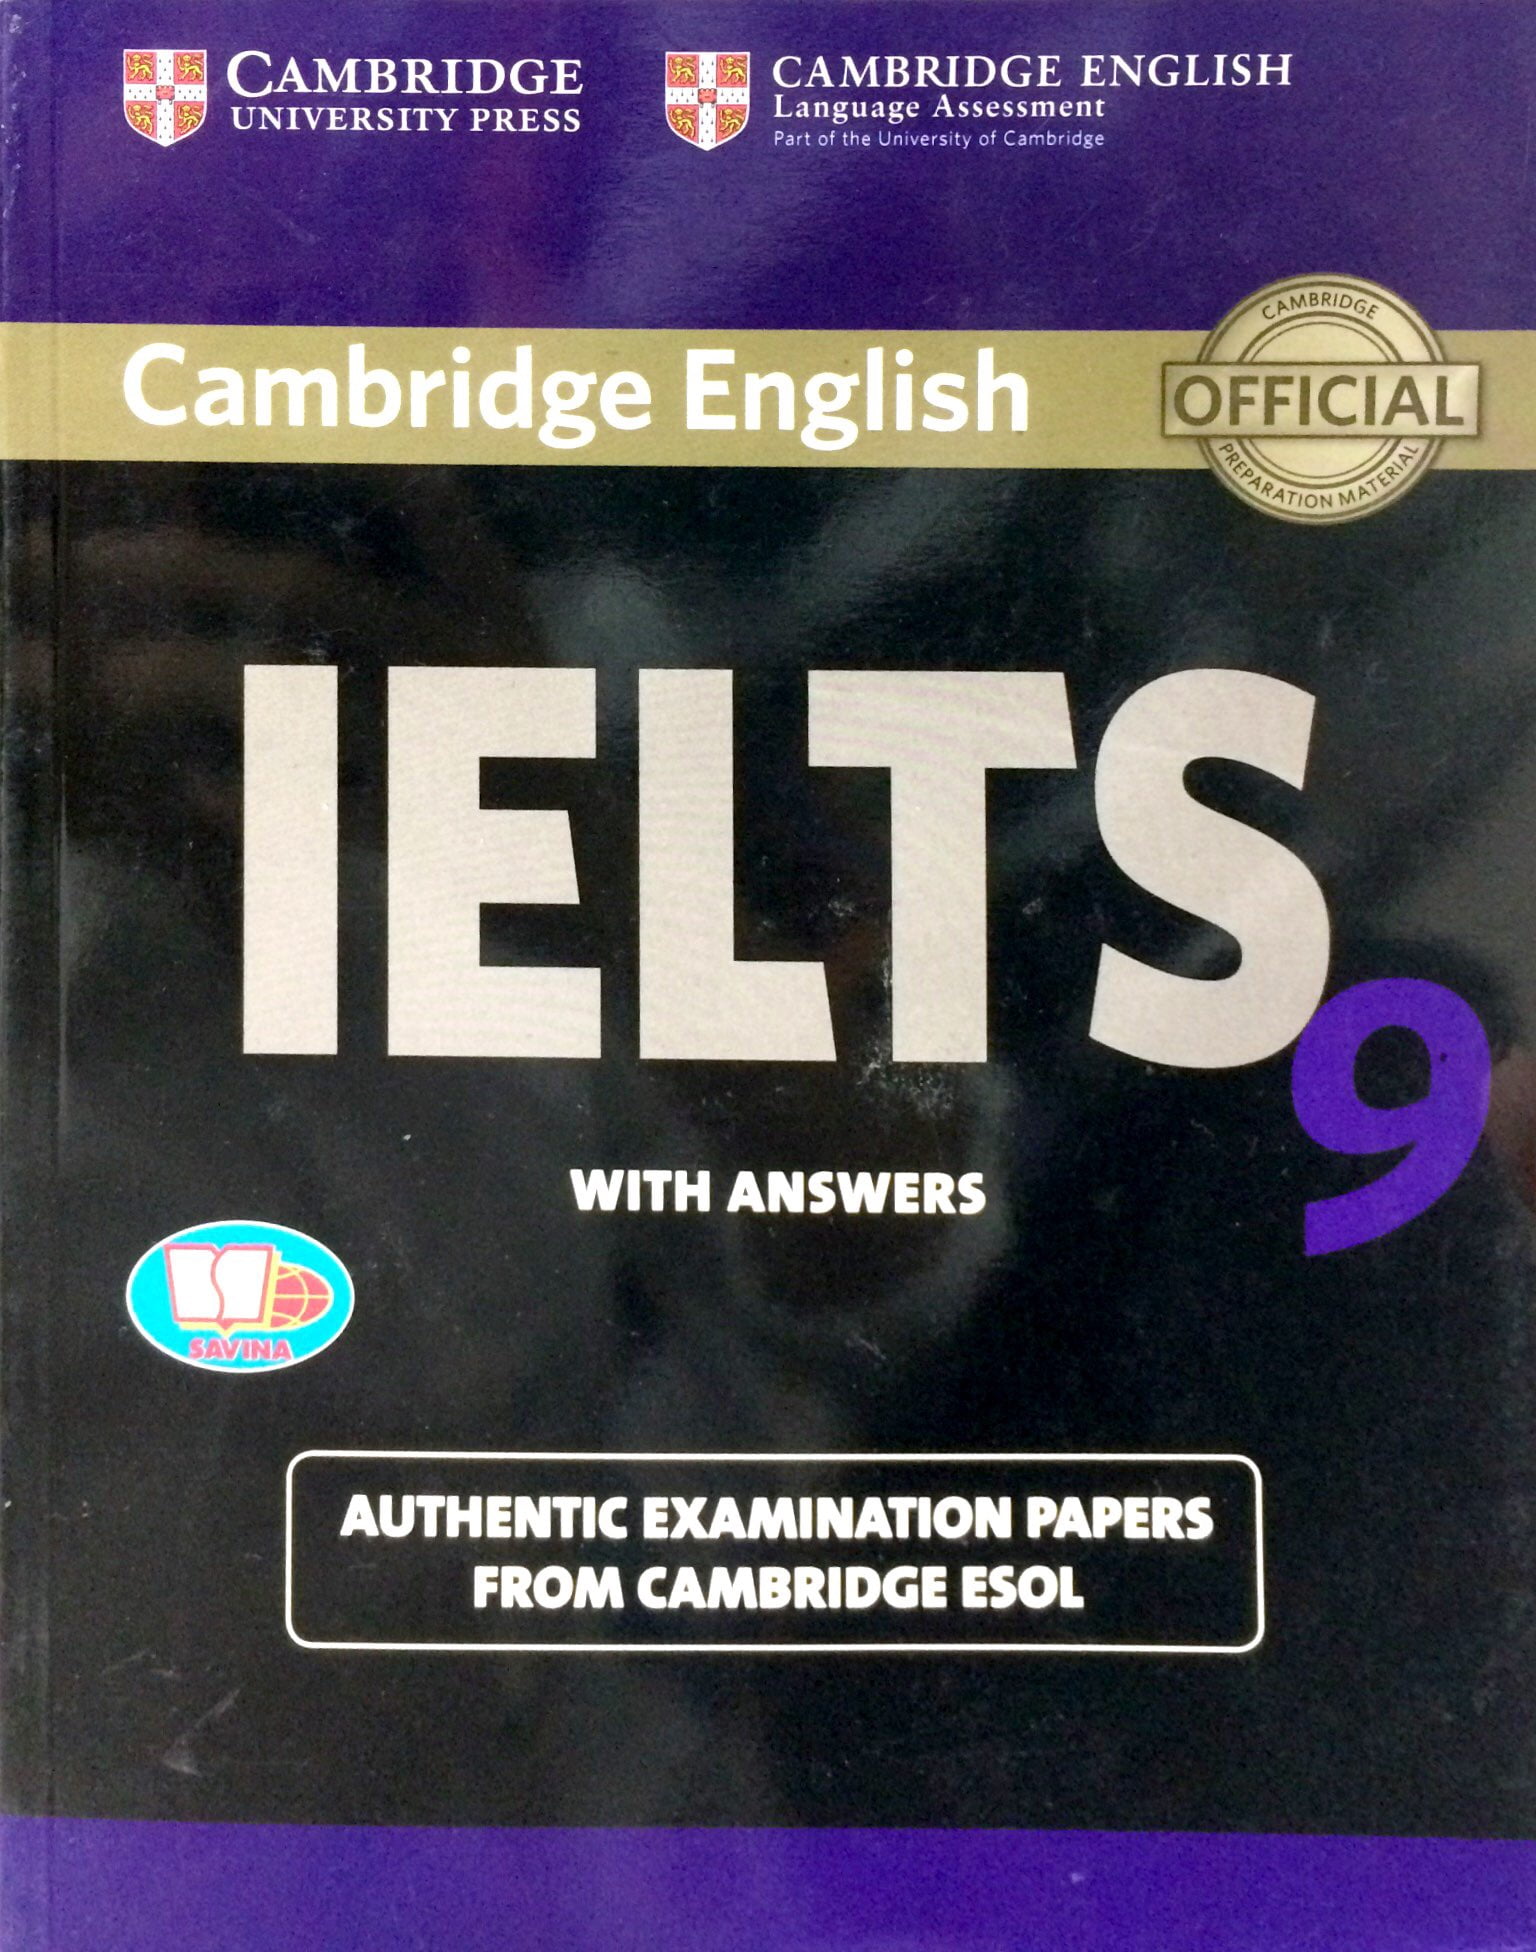 CAMBRIDGE
UNIVERSITY PRESS
CAMBRIDGE ENGLISH
Language Assessment
Part of the University of Cambridge
Cambridge English
CAMBRIDGE
OFFICIAL
PREPARATION MATERIAL
IELTS
9
WITH ANSWERS
SAVINA
AUTHENTIC EXAMINATION PAPERS
FROM CAMBRIDGE ESOL